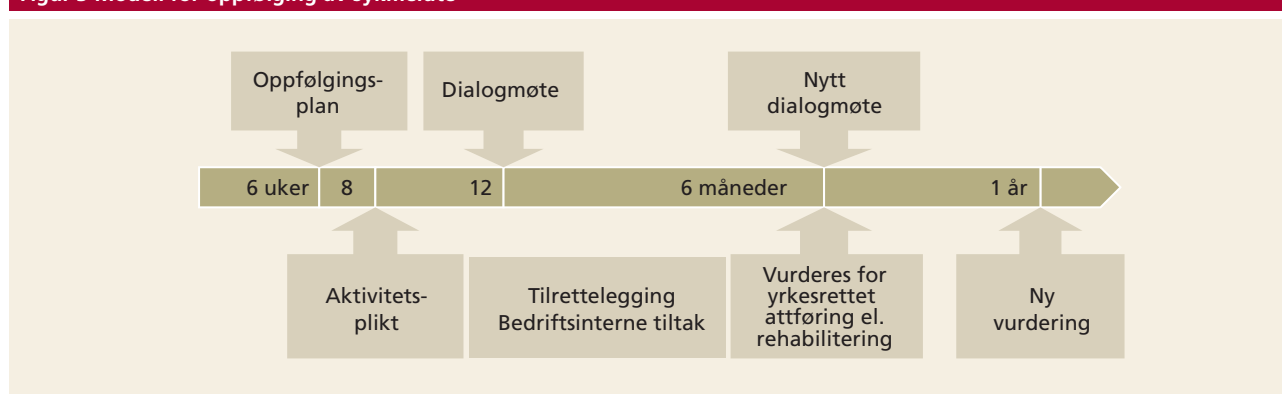 Oppfølgings-
plan
Dialogmøte
Nytt
dialogmøte
6 uker
8
12
6 måneder
1 år
Aktivitets-
plikt
Tilrettelegging
Bedriftsinterne tiltak
Vurderes for
yrkesrettet
attføring el.
rehabilitering
Ny
vurdering